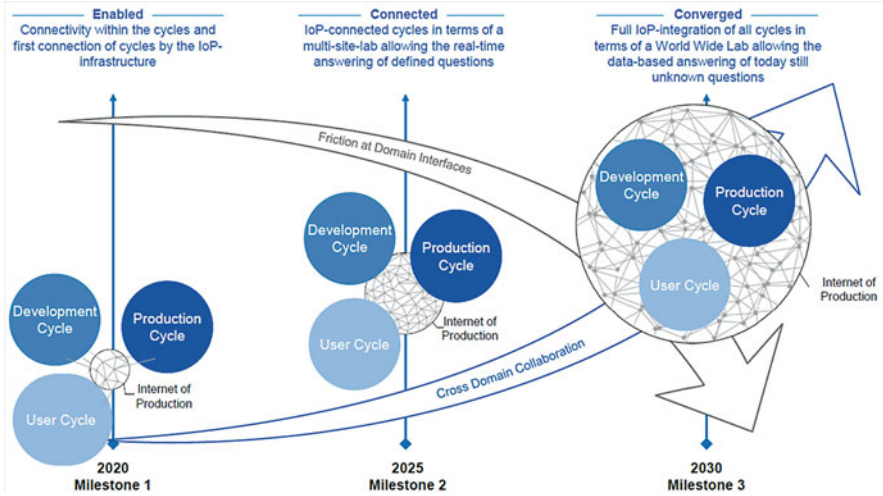 Enabled
Connectivity within the cycles and
first connection of cycles by the IoP-
infrastructure
Connected
IoP-connected cycles in terms of a
multi-site-lab allowing the real-time
answering of defined questions
Converged
Full IoP-integration of all cycles in
terms of a World Wide Lab allowing the
data-based answering of today still
unknown questions
Friction at Domain Interfaces
Development
Cycle
Production
Cycle
User Cycle
Internet of
Production
Development
Cycle
Production
Cycle
User Cycle
Internet of
Production
Development
Cycle
Production
Cycle
User Cycle
Internet of
Production
Cross Domain Collaboration
2020
Milestone 1
2025
Milestone 2
2030
Milestone 3